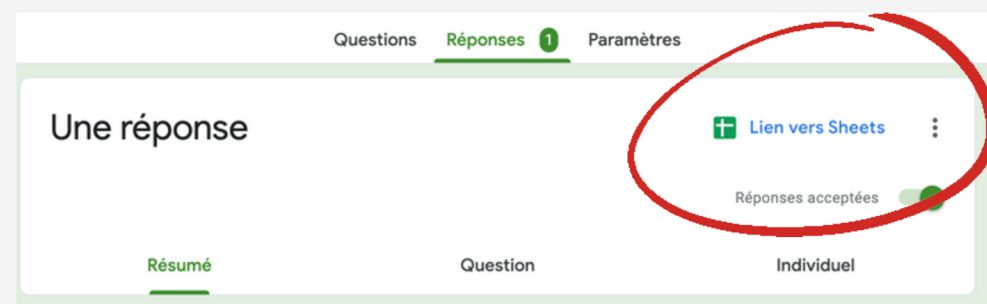 Questions Réponses 1 Paramètres
Une réponse
Lien vers Sheets
Réponses acceptées
Résumé Question Individuel